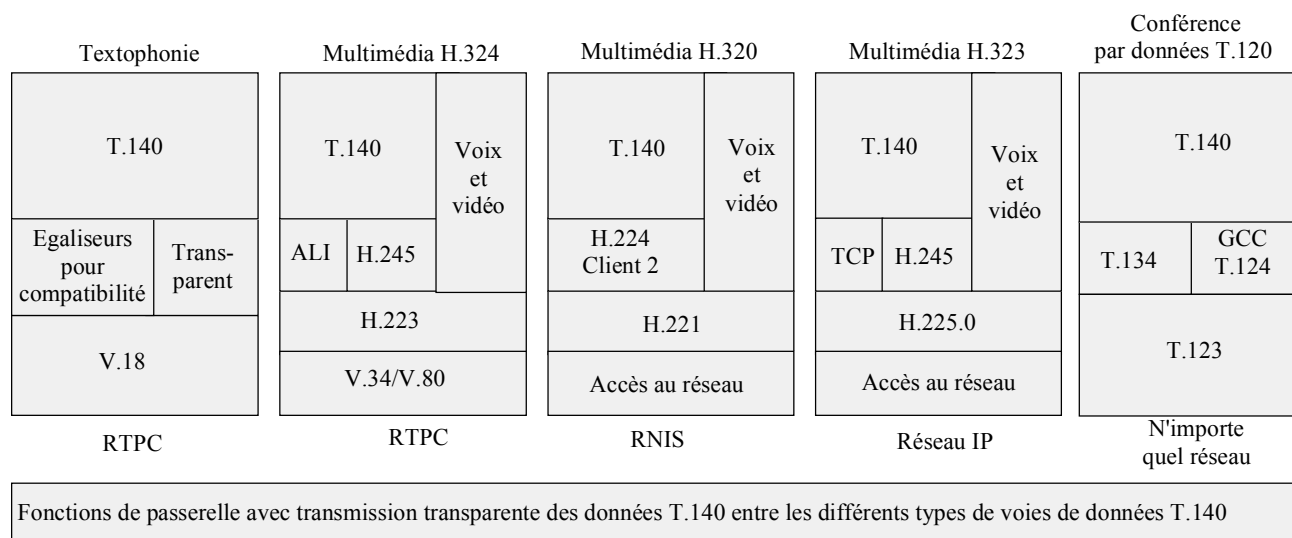 Textophonie
T.140
Egaliseurs
pour
compatibilité
Trans-
parent
V.18
RTPC
Multimédia H.324
T.140
Voix
et
vidéo
ALI
H.245
H.223
V.34/V.80
RTPC
Multimédia H.320
T.140
Voix
et
vidéo
H.224
Client 2
H.221
Accès au réseau
RNIS
Multimédia H.323
T.140
Voix
et
vidéo
TCP
H.245
H.225.0
Accès au réseau
Réseau IP
Conférence
par données T.120
T.140
T.134
GCC
T.124
T.123
N'importe
quel réseau
Fonctions de passerelle avec transmission transparente des données T.140 entre les différents types de voies de données T.140